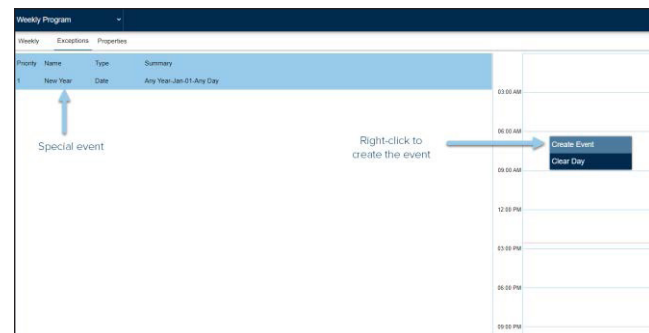 Weekly Program
Weekly Exceptions Properties
Priority Name Type Summary
1 New Year Date Any Year-Jan-01-Any Day
03:00 AM
06:00 AM
Special event
Right-click to
create the event
Create Event
Clear Day
09:00 AM
12:00 PM
03:00 PM
06:00 PM
09:00 PM